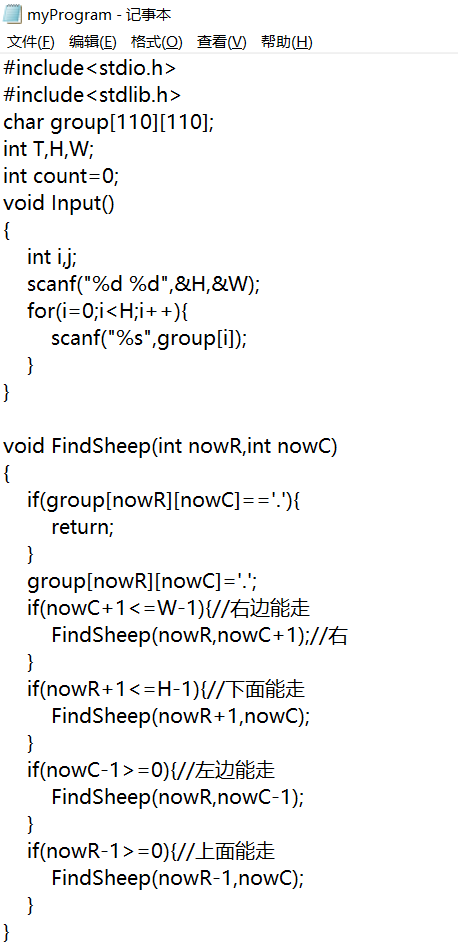 myProgram - 记事本
文件(F) 编辑(E) 格式(O) 查看(V) 帮助(H)
#include<stdio.h>
#include<stdlib.h>
char group[110][110];
int T,H,W;
int count=0;
void Input()
{
    int i,j;
    scanf("%d %d",&H,&W);
    for(i=0;i<H;i++){
        scanf("%s",group[i]);
    }
}

void FindSheep(int nowR,int nowC)
{
    if(group[nowR][nowC]=='.'){
        return;
    }
    group[nowR][nowC]='.';
    if(nowC+1<=W-1){//右边能走
        FindSheep(nowR,nowC+1);//右
    }
    if(nowR+1<=H-1){//下面能走
        FindSheep(nowR+1,nowC);
    }
    if(nowC-1>=0){//左边能走
        FindSheep(nowR,nowC-1);
    }
    if(nowR-1>=0){//上面能走
        FindSheep(nowR-1,nowC);
    }
}